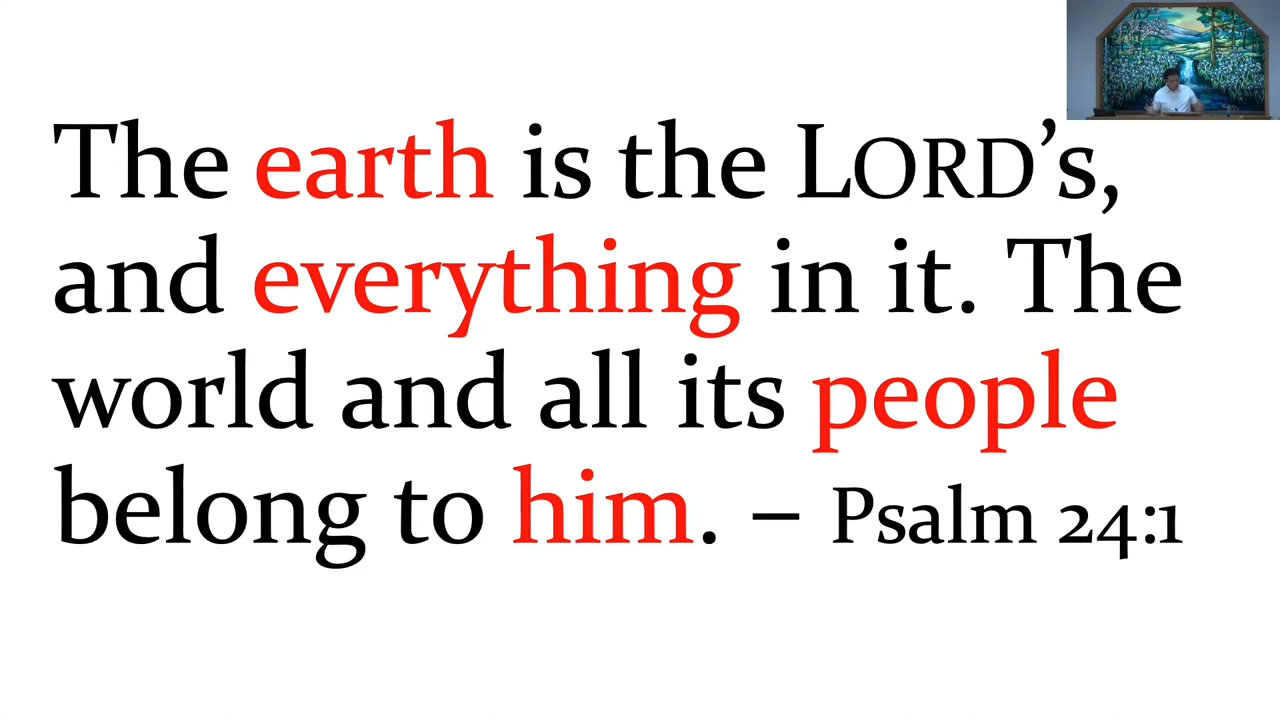 The earth is the LORD’s,
and everything in it. The
world and all its people
belong to him. – Psalm 24:1